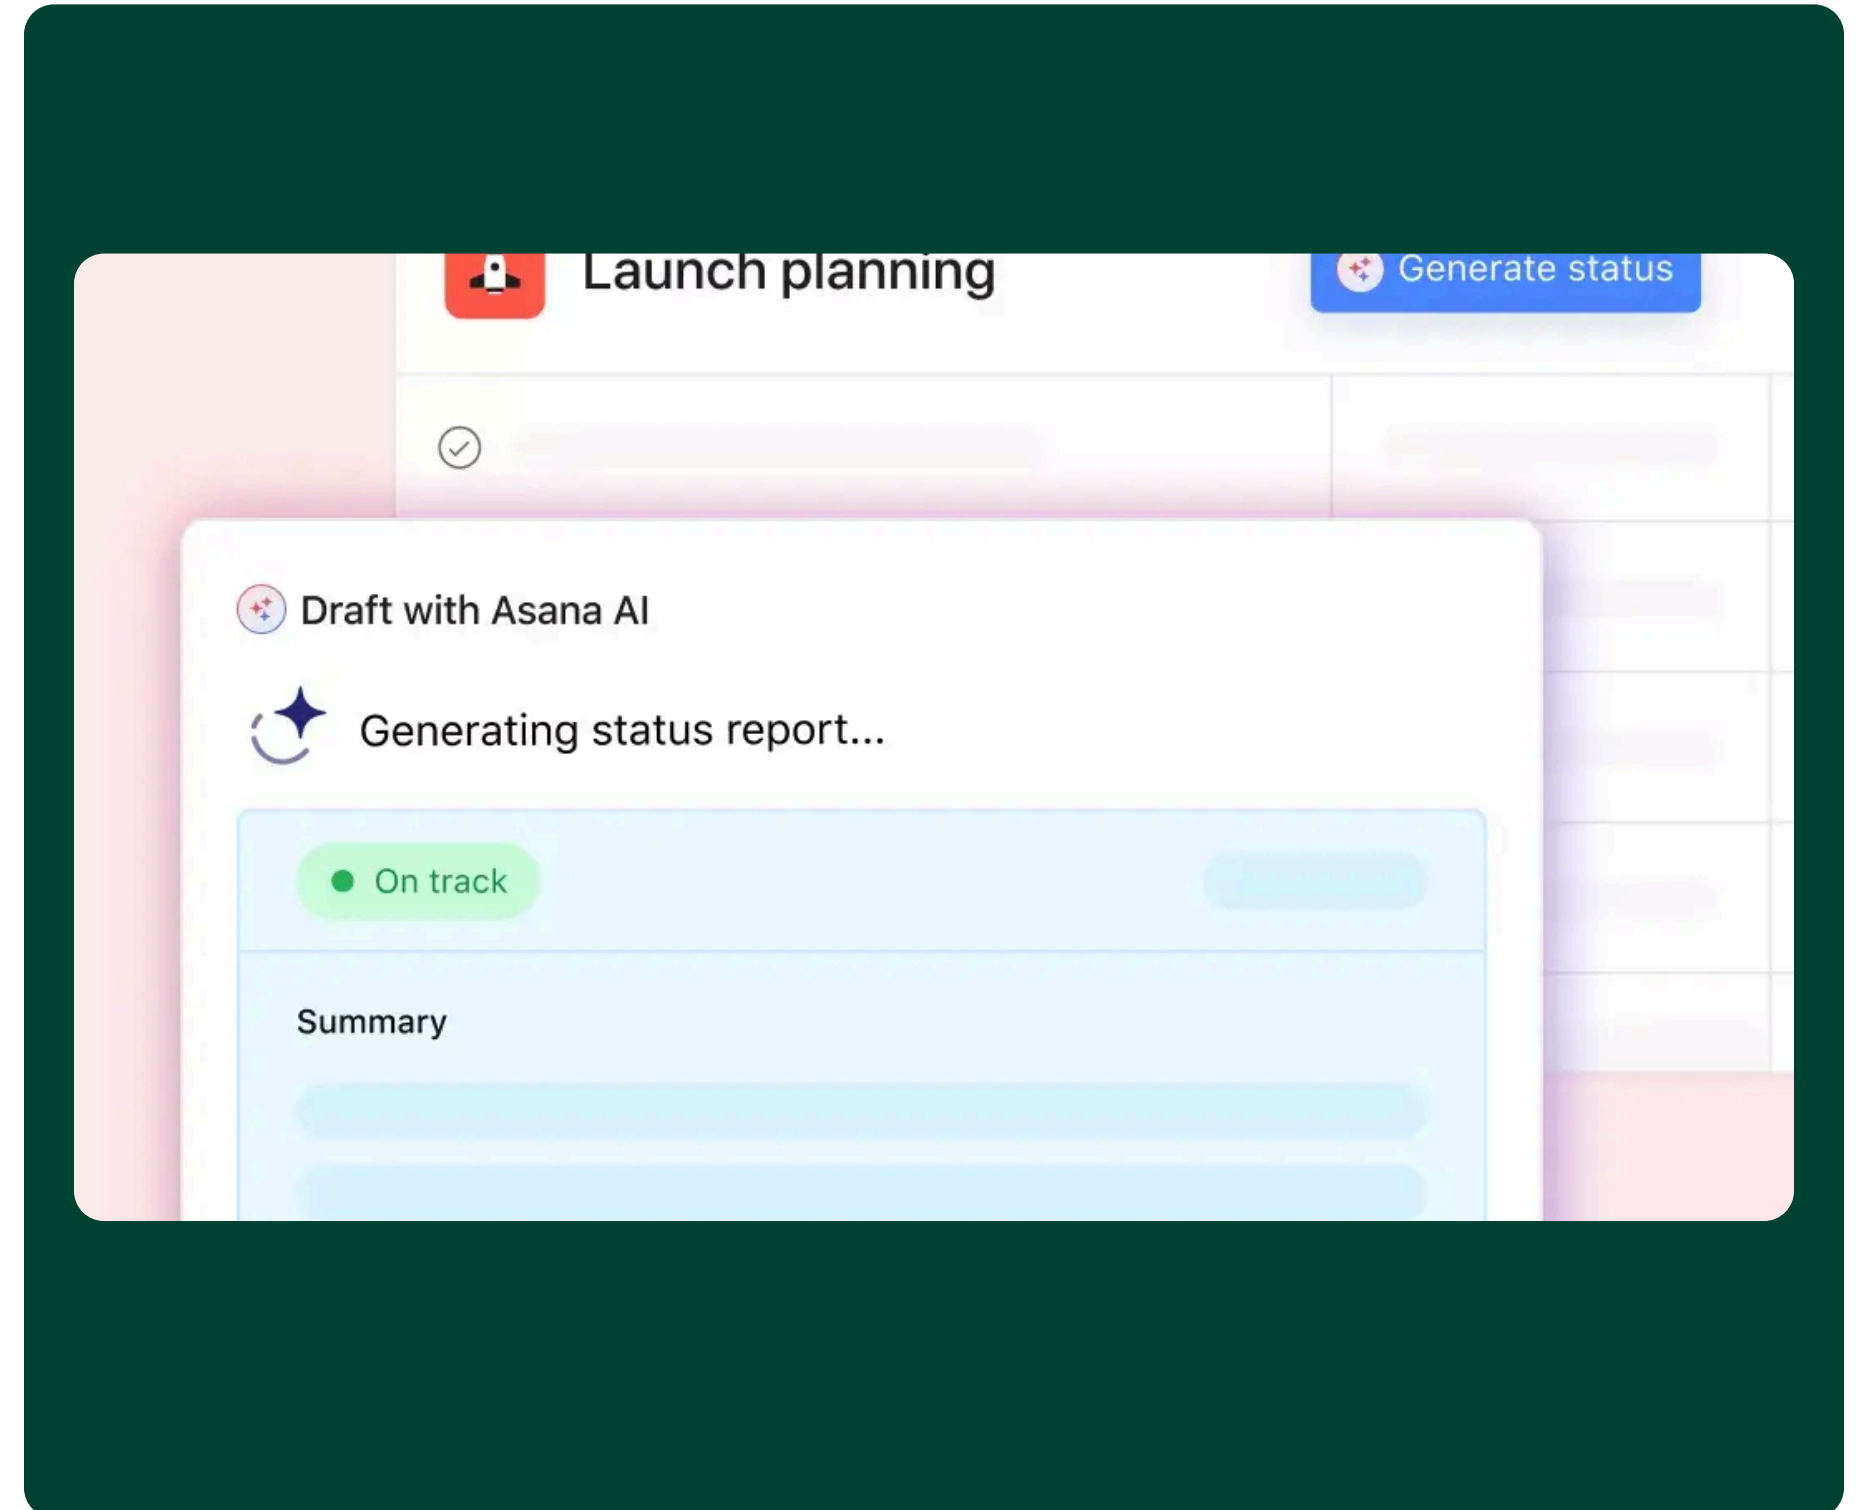 Launch planning
Generate status
Draft with Asana AI
Generating status report...
On track
Summary